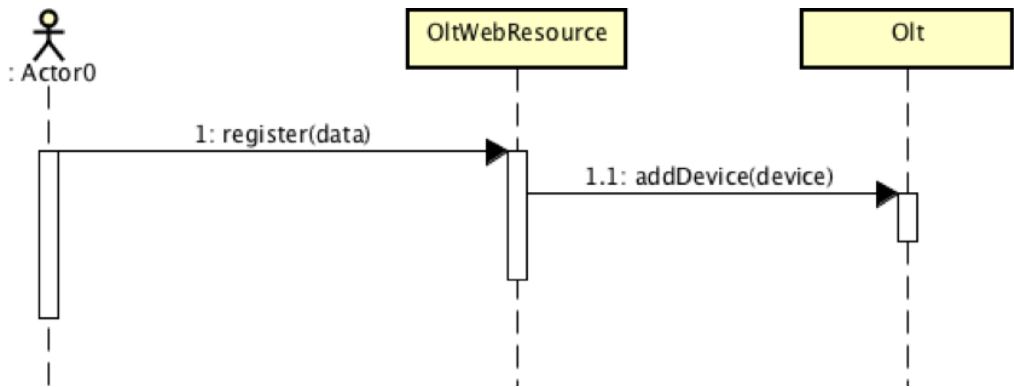 OltWebResource
Olt
: Actor0
1: register(data)
1.1: addDevice(device)